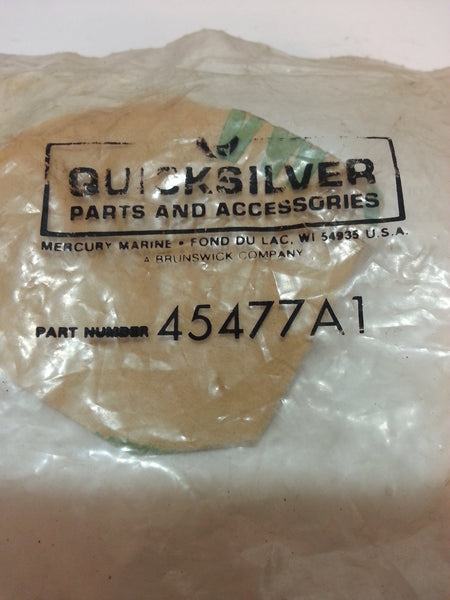 QUICKSILVER
PARTS AND ACCESSORIES
MERCURY MARINE • FOND DU LAC, WI 54935 U.S.A.
A BRUNSWICK COMPANY
PART NUMBER 45477A1